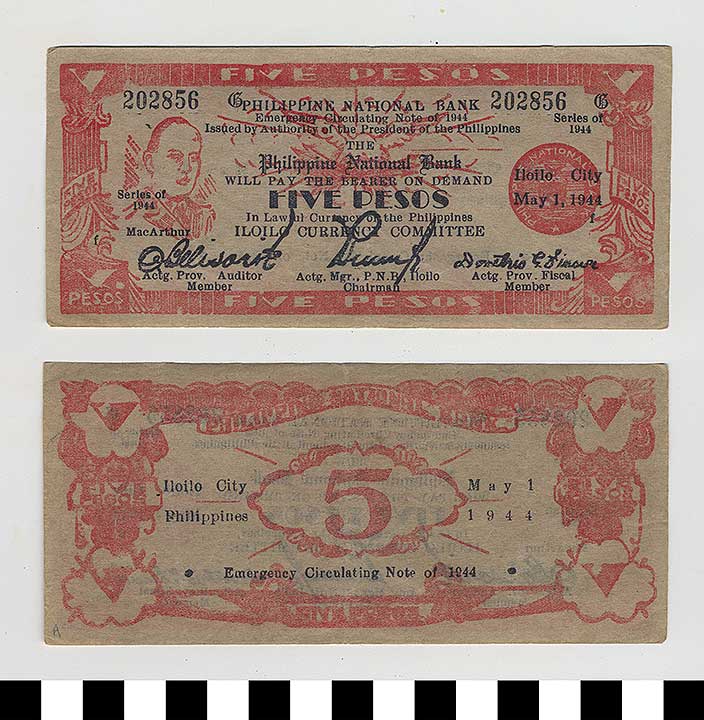 FIVE PESOS
202856 G PHILIPPINE NATIONAL BANK 202856 G
Emergency Circulating Note of 1944
Series of
1944
Issued by Authority of the President of the Philippines
THE
Philippine National Bank
WILL PAY THE BEARER ON DEMAND
FIVE PESOS
In Lawful Currency of the Philippines
ILOILO CURRENCY COMMITTEE
Series of
1944
MacArthur
f
NATIONAL
Iloilo City
May 1, 1944
f
FIVE
PESOS
Actg. Prov. Auditor
Member
Actg. Mgr., P.N.B., Iloilo
Chairman
Actg. Prov. Fiscal
Member
PESOS
FIVE PESOS
PESOS
Iloilo City
Philippines
5
May 1
1944
Emergency Circulating Note of 1944
A